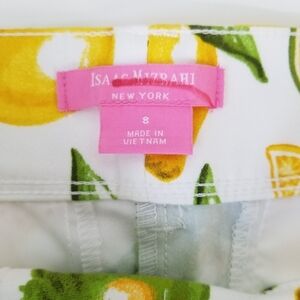 ISAAC MIZRAHI
NEW YORK
8
MADE IN
VIETNAM